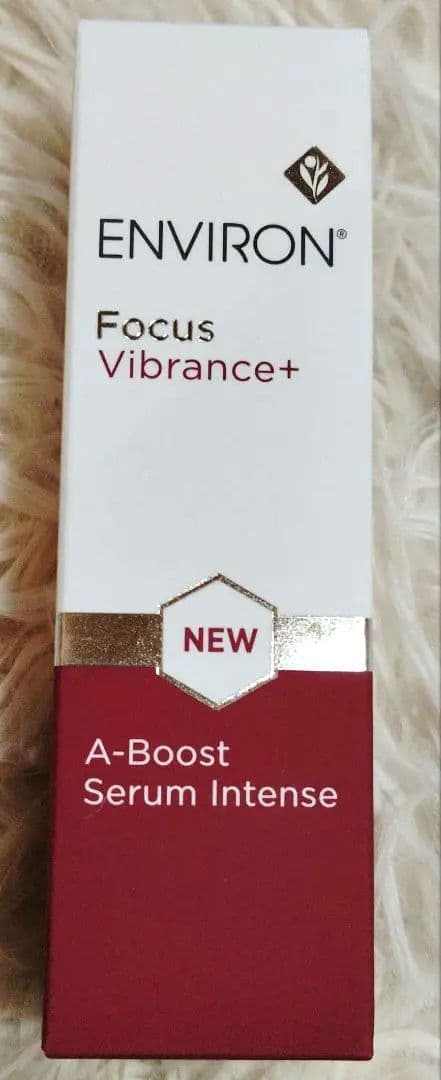 ENVIRON®
Focus
Vibrance+
NEW
A-Boost
Serum Intense